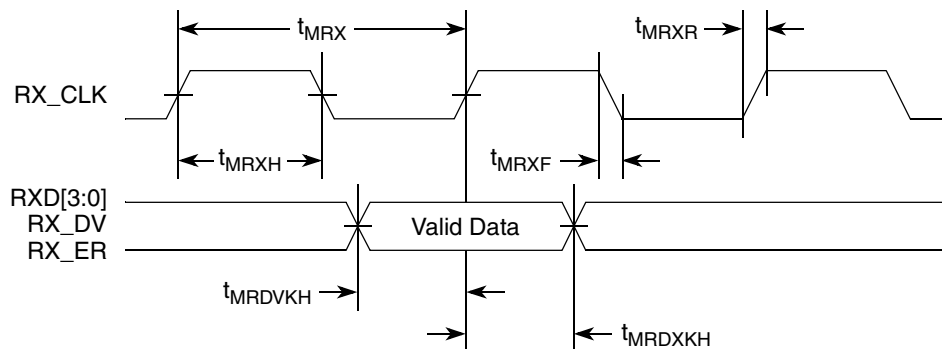 tMRX
tMRXR
RX_CLK
tMRXH
tMRXF
RXD[3:0]
RX_DV
Valid Data
RX_ER
tMRDVKH
tMRDXKH